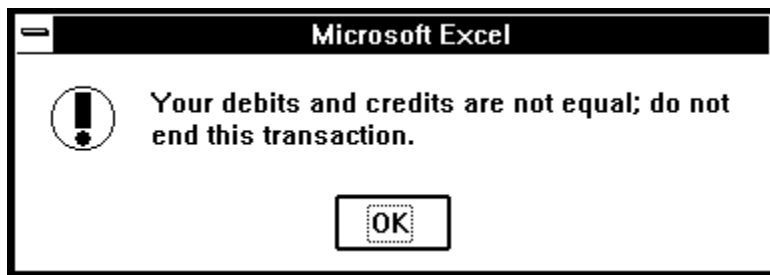 Microsoft Excel
Your debits and credits are not equal; do not
end this transaction.
OK